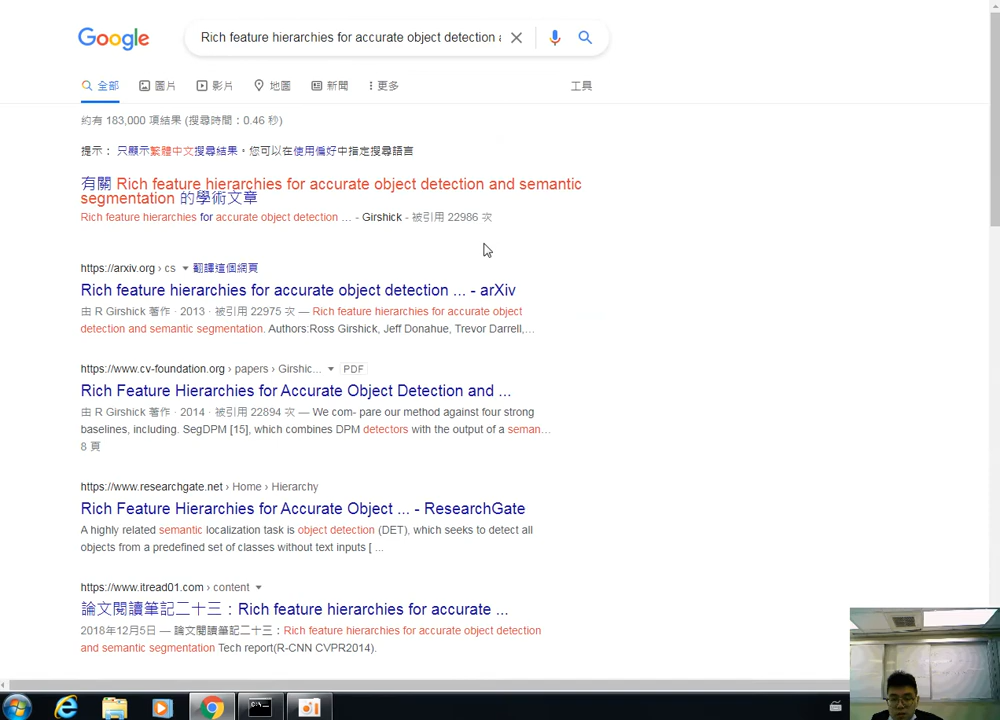 Google
Rich feature hierarchies for accurate object detection
全部 圖片 影片 地圖 新聞 更多 工具
約有 183,000 項結果 (搜尋時間：0.46 秒)
提示： 只顯示繁體中文搜尋結果。您可以在使用偏好中指定搜尋語言
有關 Rich feature hierarchies for accurate object detection and semantic
segmentation 的學術文章
Rich feature hierarchies for accurate object detection ... - Girshick - 被引用 22986 次
https://arxiv.org › cs 翻譯這個網頁
Rich feature hierarchies for accurate object detection ... - arXiv
由 R Girshick 著作 · 2013 · 被引用 22975 次 — Rich feature hierarchies for accurate object
detection and semantic segmentation. Authors:Ross Girshick, Jeff Donahue, Trevor Darrell,...
https://www.cv-foundation.org › papers › Girshic... PDF
Rich Feature Hierarchies for Accurate Object Detection and ...
由 R Girshick 著作 · 2014 · 被引用 22894 次 — We com- pare our method against four strong
baselines, including. SegDPM [15], which combines DPM detectors with the output of a seman...
8 頁
https://www.researchgate.net › Home › Hierarchy
Rich Feature Hierarchies for Accurate Object ... - ResearchGate
A highly related semantic localization task is object detection (DET), which seeks to detect all
objects from a predefined set of classes without text inputs [ ...
https://www.itread01.com › content
論文閱讀筆記二十三：Rich feature hierarchies for accurate ...
2018年12月5日 — 論文閱讀筆記二十三：Rich feature hierarchies for accurate object detection
and semantic segmentation Tech report(R-CNN CVPR2014).